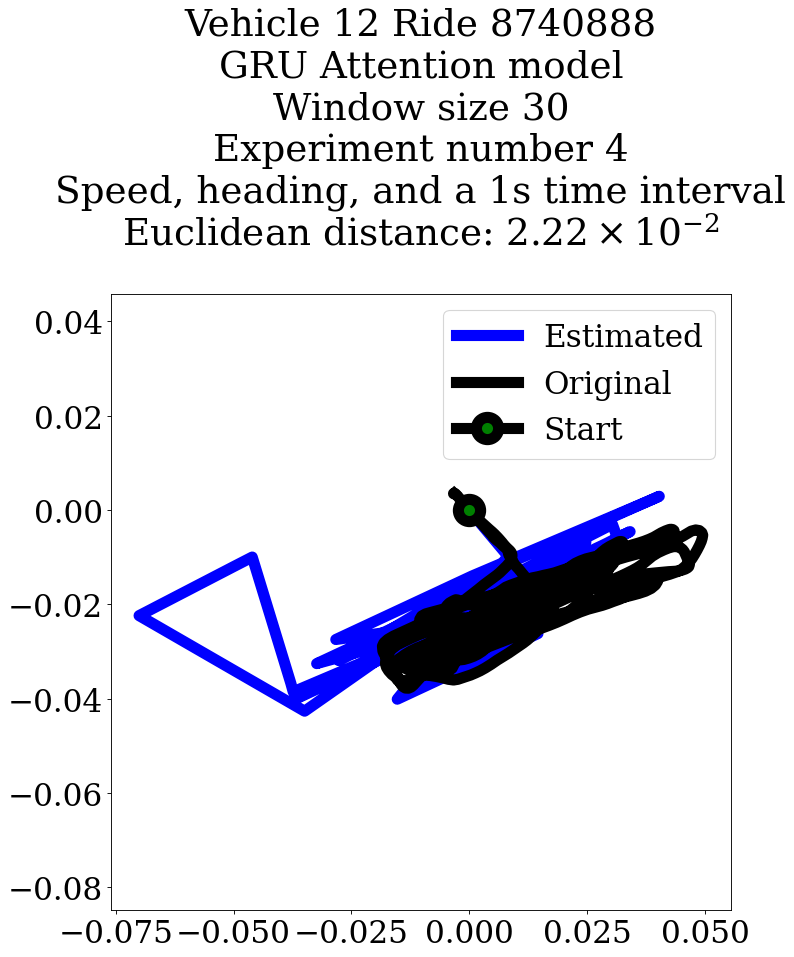 Vehicle 12 Ride 8740888
GRU Attention model
Window size 30
Experiment number 4
Speed, heading, and a 1s time interval
Euclidean distance: 2.22 × 10⁻²
Estimated
Original
Start
0.04
0.02
0.00
−0.02
−0.04
−0.06
−0.08
−0.075 −0.050 −0.025 0.000 0.025 0.050